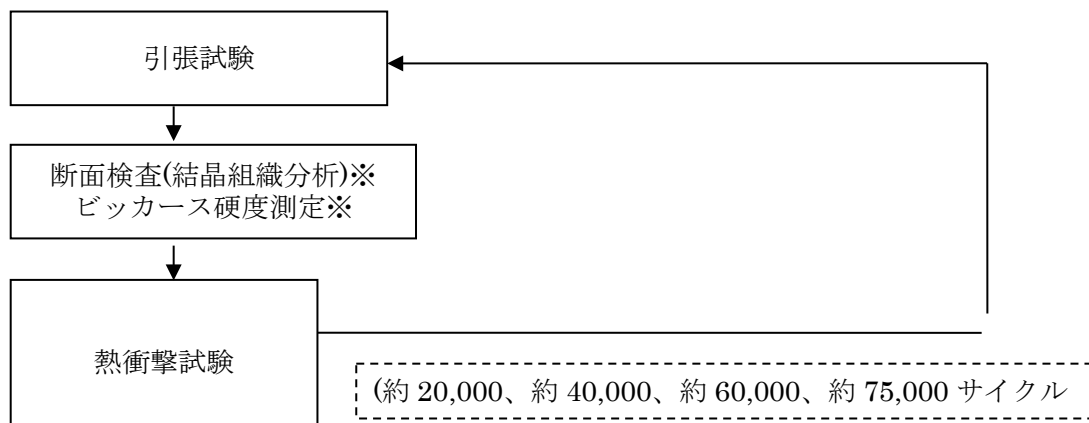 引張試験
断面検査(結晶組織分析)※
ビッカース硬度測定※
熱衝撃試験
(約 20,000、約 40,000、約 60,000、約 75,000 サイクル